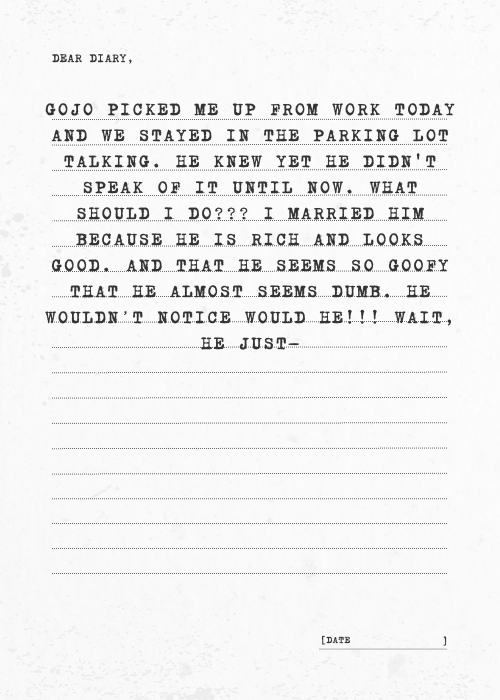 DEAR DIARY,
GOJO PICKED ME UP FROM WORK TODAY
AND WE STAYED IN THE PARKING LOT
TALKING. HE KNEW YET HE DIDN'T
SPEAK OF IT UNTIL NOW. WHAT
SHOULD I DO??? I MARRIED HIM
BECAUSE HE IS RICH AND LOOKS
GOOD. AND THAT HE SEEMS SO GOOFY
THAT HE ALMOST SEEMS DUMB. HE
WOULDN'T NOTICE WOULD HE!!! WAIT,
HE JUST—
[DATE ]